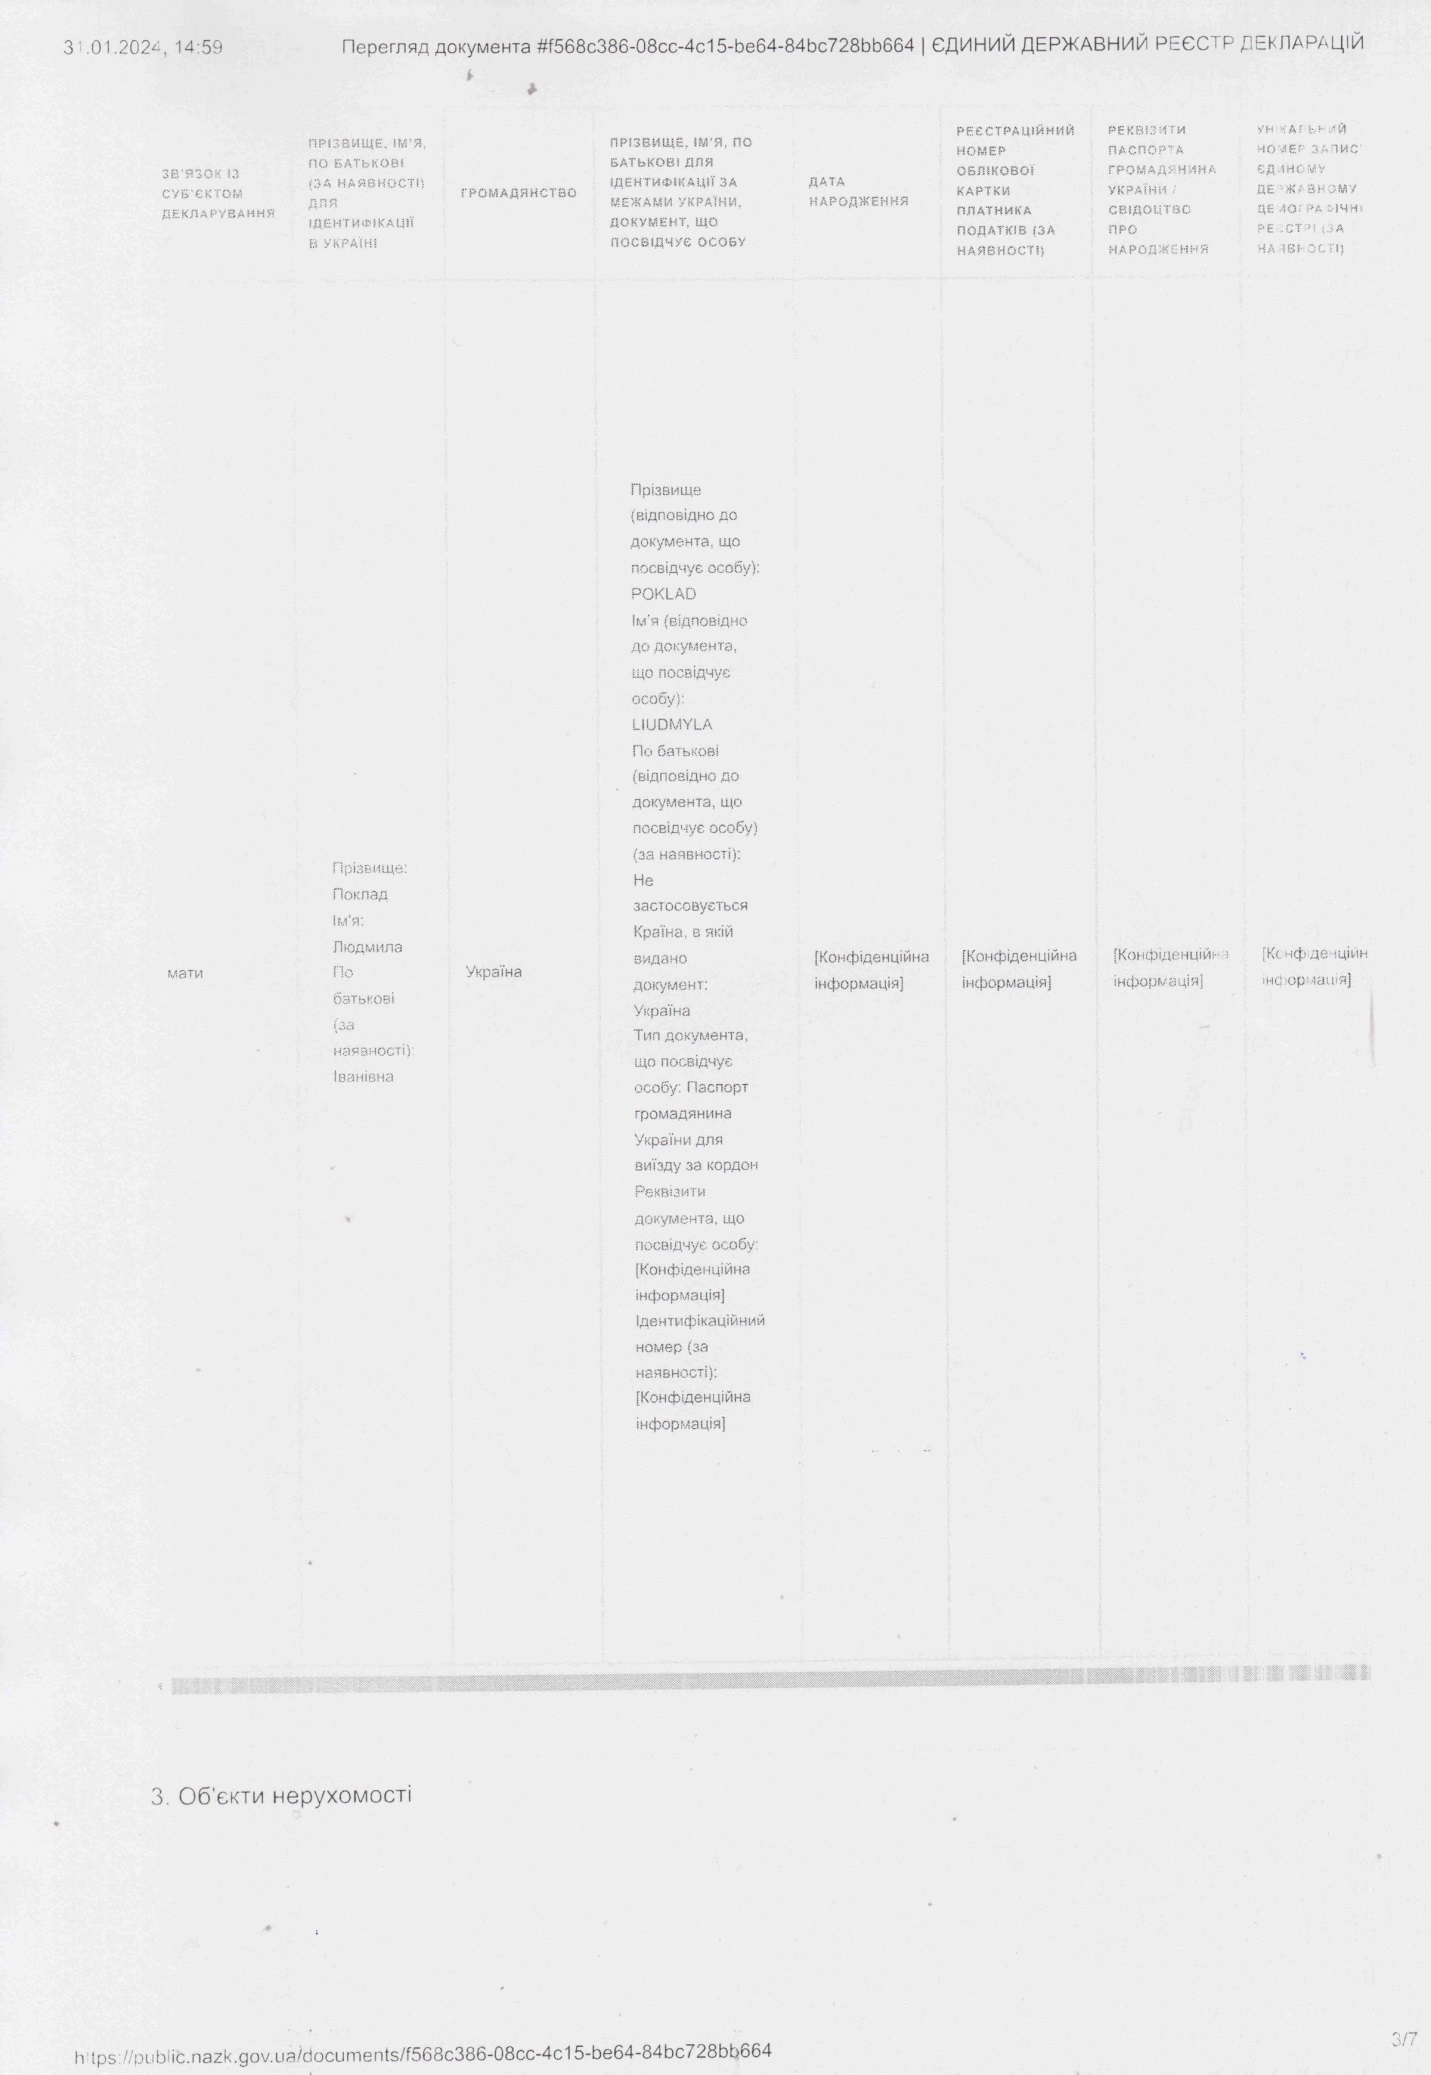 31.01.2024, 14:59
Перегляд документа #f568c386-08cc-4c15-be64-84bc728bb664 | ЄДИНИЙ ДЕРЖАВНИЙ РЕЄСТР ДЕКЛАРАЦІЙ
ЗВ'ЯЗОК ІЗ
СУБ'ЄКТОМ
ДЕКЛАРУВАННЯ
ПРІЗВИЩЕ, ІМ'Я,
ПО БАТЬКОВІ
(ЗА НАЯВНОСТІ)
ДЛЯ
ІДЕНТИФІКАЦІЇ
В УКРАЇНІ
ГРОМАДЯНСТВО
ПРІЗВИЩЕ, ІМ'Я, ПО
БАТЬКОВІ ДЛЯ
ІДЕНТИФІКАЦІЇ ЗА
МЕЖАМИ УКРАЇНИ,
ДОКУМЕНТ, ЩО
ПОСВІДЧУЄ ОСОБУ
ДАТА
НАРОДЖЕННЯ
РЕЄСТРАЦІЙНИЙ
НОМЕР
ОБЛІКОВОЇ
КАРТКИ
ПЛАТНИКА
ПОДАТКІВ (ЗА
НАЯВНОСТІ)
РЕКВІЗИТИ
ПАСПОРТА
ГРОМАДЯНИНА
УКРАЇНИ /
СВІДОЦТВО
ПРО
НАРОДЖЕННЯ
УНІКАЛЬНИЙ
НОМЕР ЗАПИС
ЄДИНОМУ
ДЕРЖАВНОМУ
ДЕМОГРАФІЧН
РЕЄСТРІ (ЗА
НАЯВНОСТІ)
мати
Прізвище:
Поклад
Ім'я:
Людмила
По
батькові
(за
наявності):
Іванівна
Україна
Прізвище
(відповідно до
документа, що
посвідчує особу):
POKLAD
Ім'я (відповідно
до документа,
що посвідчує
особу):
LIUDMYLA
По батькові
(відповідно до
документа, що
посвідчує особу)
(за наявності):
Не
застосовується
Країна, в якій
видано
документ:
Україна
Тип документа,
що посвідчує
особу: Паспорт
громадянина
України для
виїзду за кордон
Реквізити
документа, що
посвідчує особу:
[Конфіденційна
інформація]
Ідентифікаційний
номер (за
наявності):
[Конфіденційна
інформація]
[Конфіденційна
інформація]
[Конфіденційна
інформація]
[Конфіденційна
інформація]
[Конфіденційн
інформація]
3. Об'єкти нерухомості
https://public.nazk.gov.ua/documents/f568c386-08cc-4c15-be64-84bc728bb664
3/7